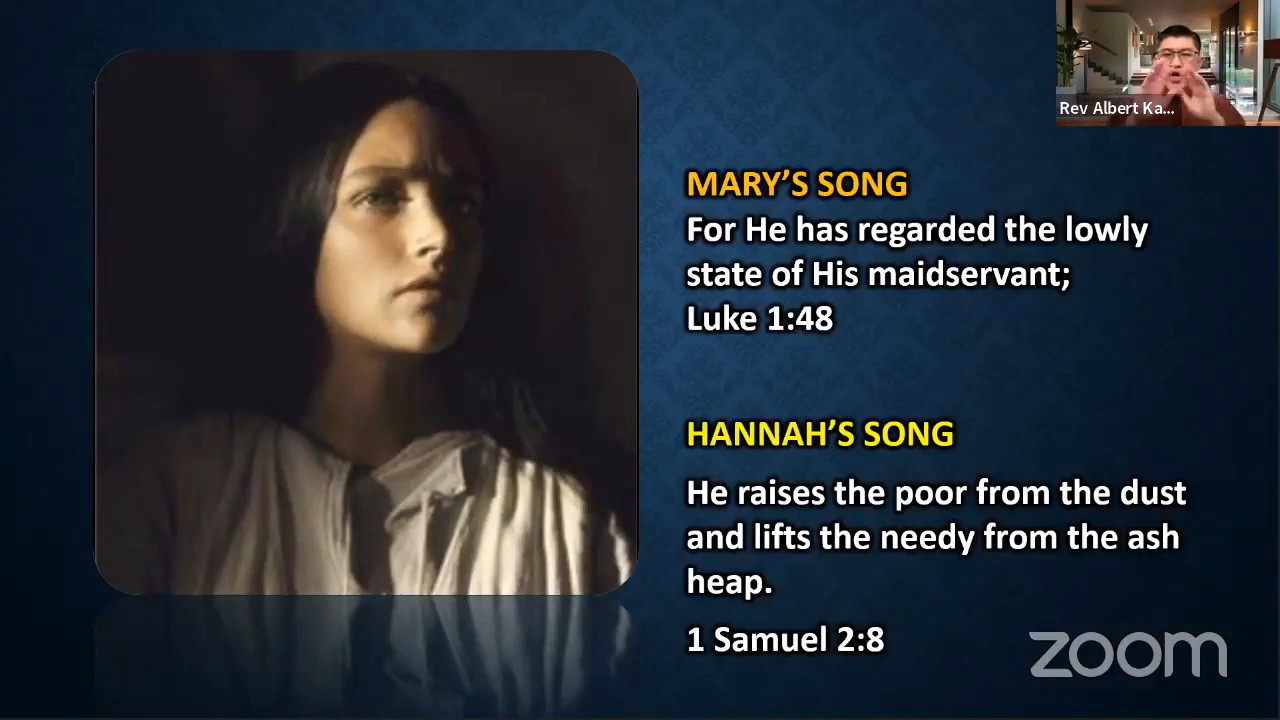 Rev Albert Ka...
MARY’S SONG
For He has regarded the lowly
state of His maidservant;
Luke 1:48
HANNAH’S SONG
He raises the poor from the dust
and lifts the needy from the ash
heap.
1 Samuel 2:8
zoom